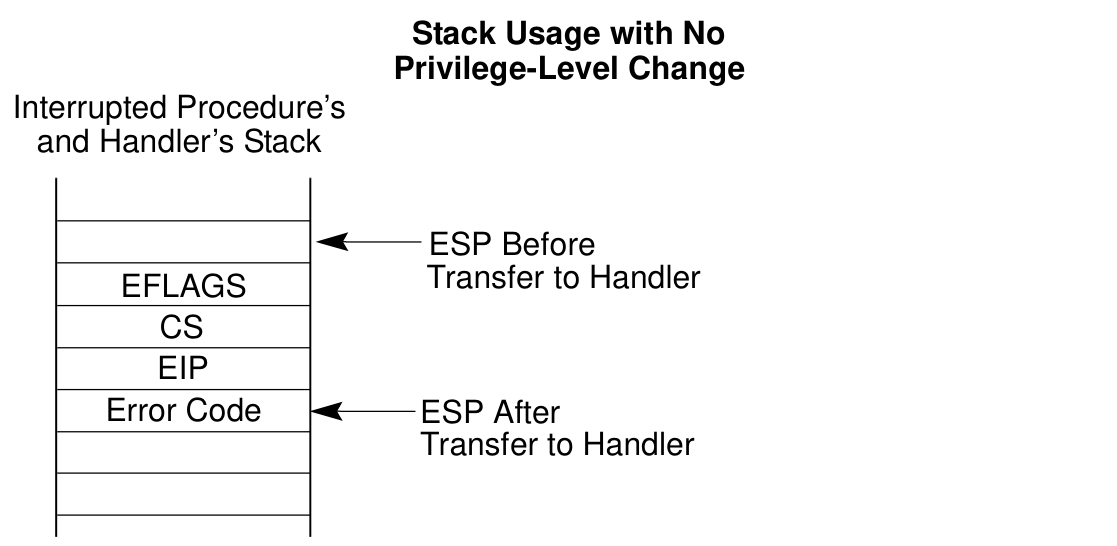 Stack Usage with No
Privilege-Level Change
Interrupted Procedure’s
and Handler’s Stack
ESP Before
Transfer to Handler
EFLAGS
CS
EIP
Error Code
ESP After
Transfer to Handler